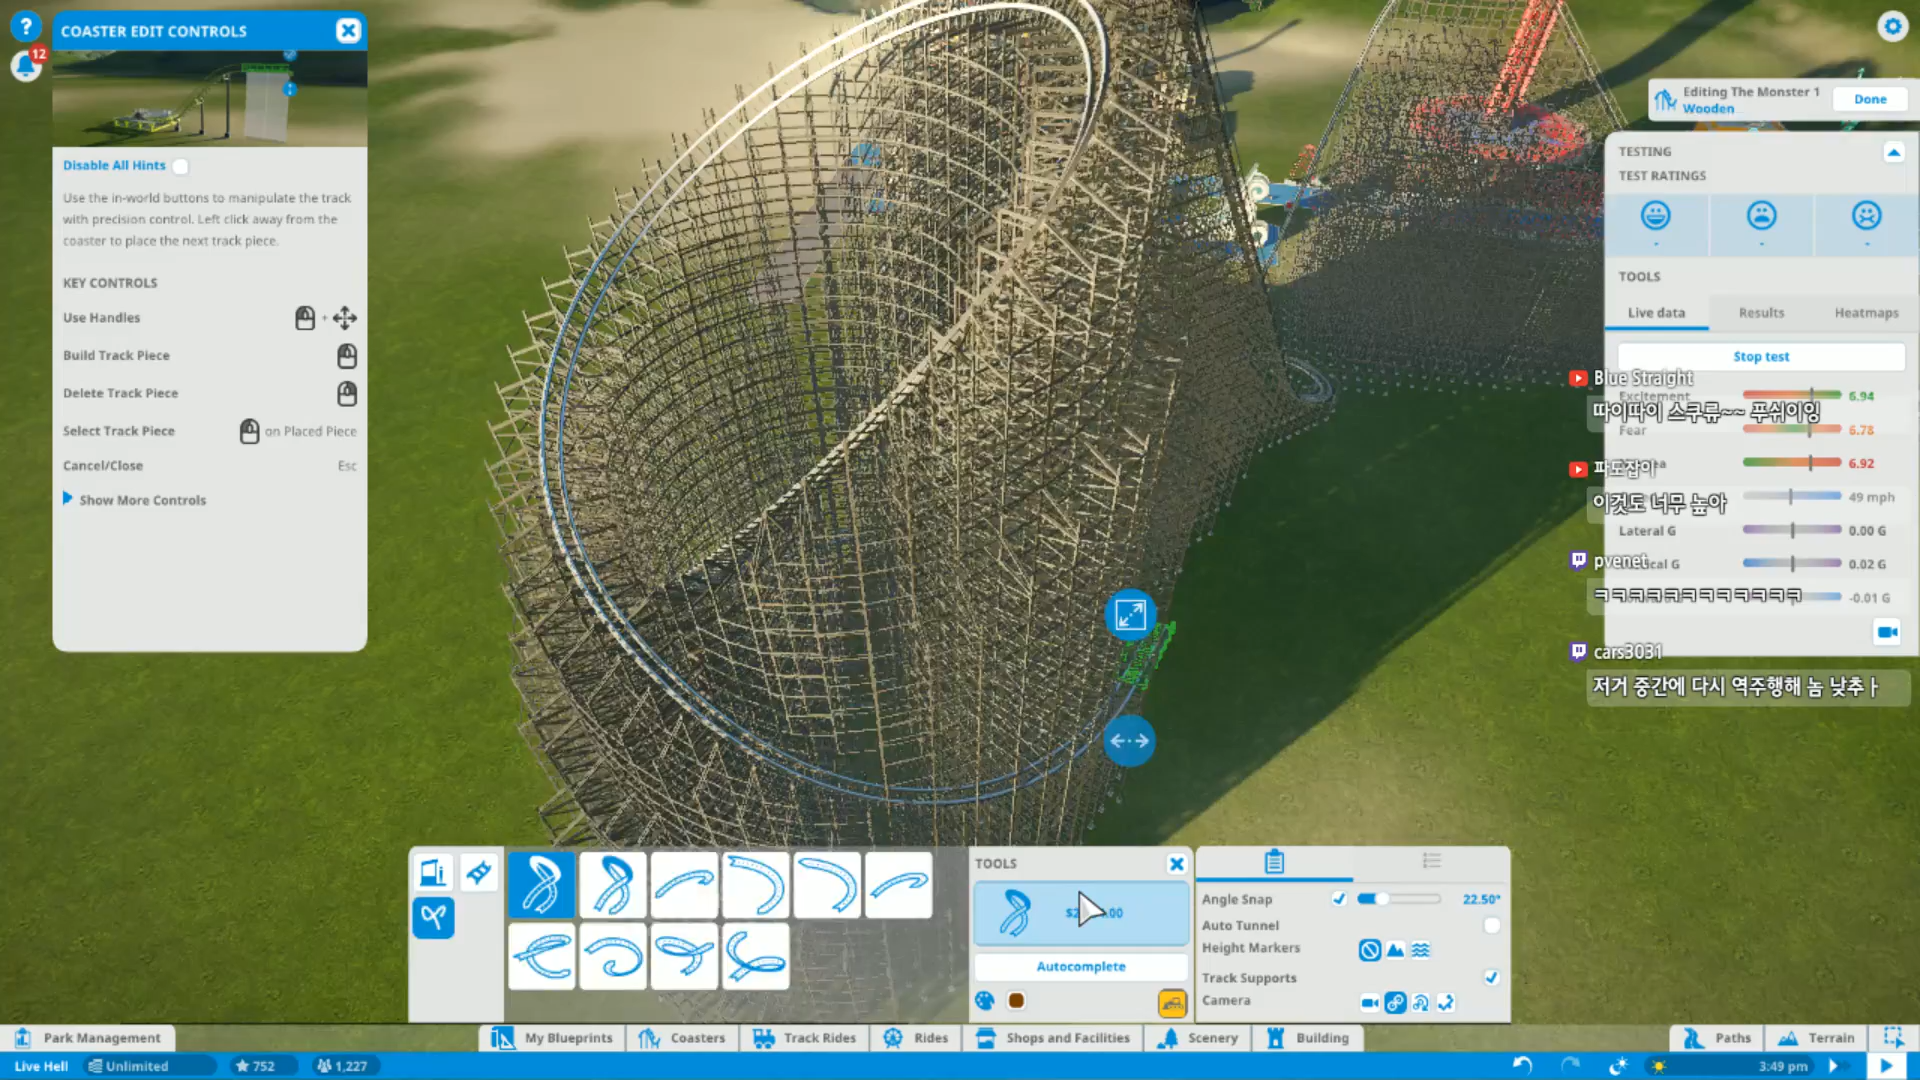 ?
COASTER EDIT CONTROLS
12
Disable All Hints
Use the in-world buttons to manipulate the track
with precision control. Left click away from the
coaster to place the next track piece.
KEY CONTROLS
Use Handles
+
Build Track Piece
Delete Track Piece
Select Track Piece
on Placed Piece
Cancel/Close
Esc
Show More Controls
Editing The Monster 1
Wooden
Done
TESTING
TEST RATINGS
-
-
-
TOOLS
Live data
Results
Heatmaps
Stop test
Blue Straight
Excitement
6.94
따이따이 스쿠류~~ 푸쉬이잉
Fear
6.78
파도잡이
6.92
이것도 너무 높아
49 mph
Lateral G
0.00 G
pvenet
0.02 G
ㅋㅋㅋㅋㅋㅋㅋㅋㅋㅋㅋㅋ
-0.01 G
cars3031
저거 중간에 다시 역주행해 놈 낮추ㅏ
TOOLS
Autocomplete
Angle Snap
22.50°
Auto Tunnel
Height Markers
Track Supports
Camera
Park Management
My Blueprints
Coasters
Track Rides
Rides
Shops and Facilities
Scenery
Building
Paths
Terrain
Live Hell
Unlimited
752
1,227
3:49 pm